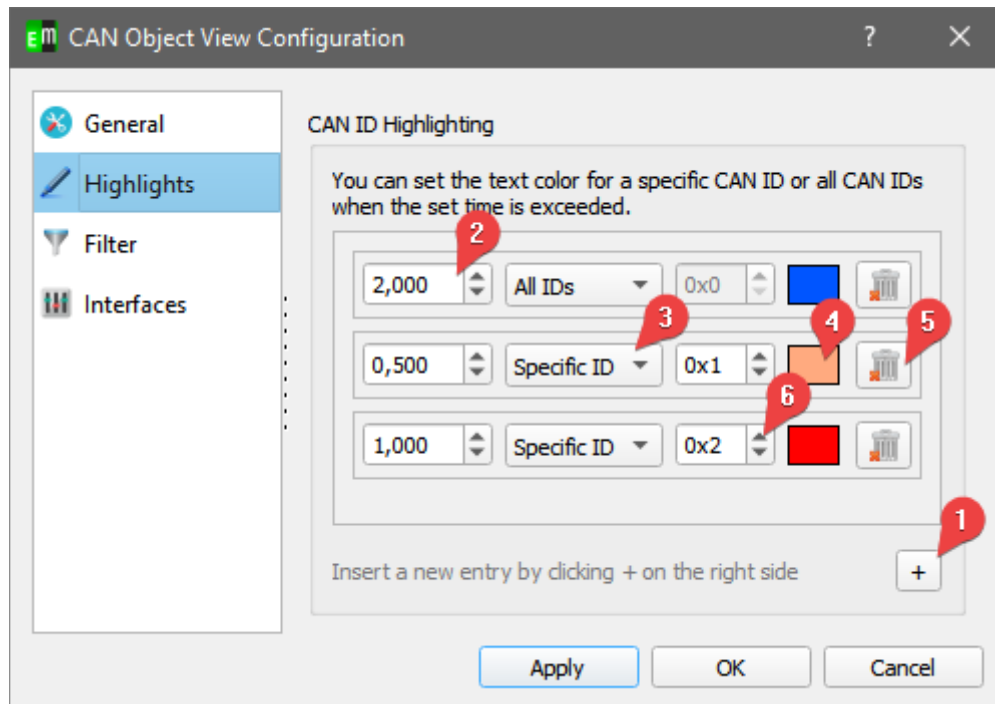 EM CAN Object View Configuration ? ×
General
Highlights
Filter
Interfaces
CAN ID Highlighting
You can set the text color for a specific CAN ID or all CAN IDs
when the set time is exceeded.
2
2,000 All IDs 0x0
3 4 5
0,500 Specific ID 0x1
6
1,000 Specific ID 0x2
1
Insert a new entry by clicking + on the right side +
Apply OK Cancel